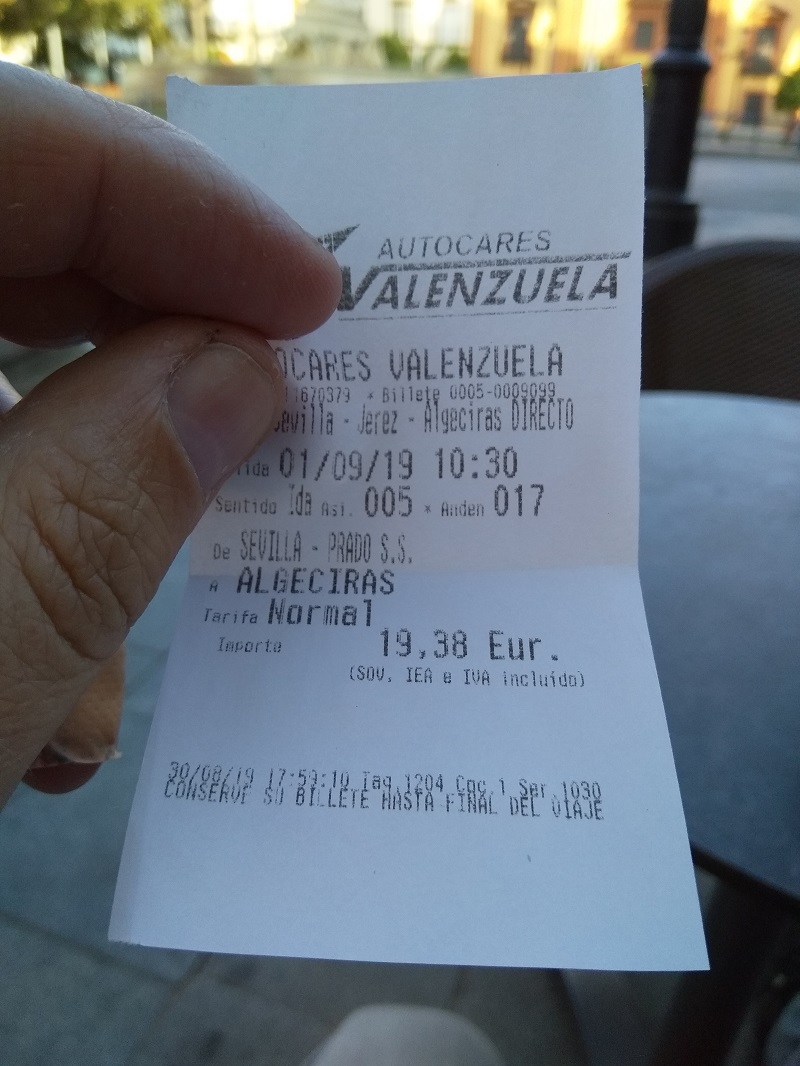 AUTOCARES
VALENZUELA
OCARES VALENZUELA
1670379 * Billete 0005-0009099
Sevilla - Jerez - Algeciras DIRECTO
ida 01/09/19 10:30
Sentido Ida Asi. 005 * Anden 017
De SEVILLA - PRADO S.S.
A ALGECIRAS
Tarifa Normal
Importe 19,38 Eur.
(SOV, IEA e IVA incluido)
30/08/19 17:59:10 Taq 1204 Cnc 1 Ser 1030
CONSERVE SU BILLETE HASTA FINAL DEL VIAJE